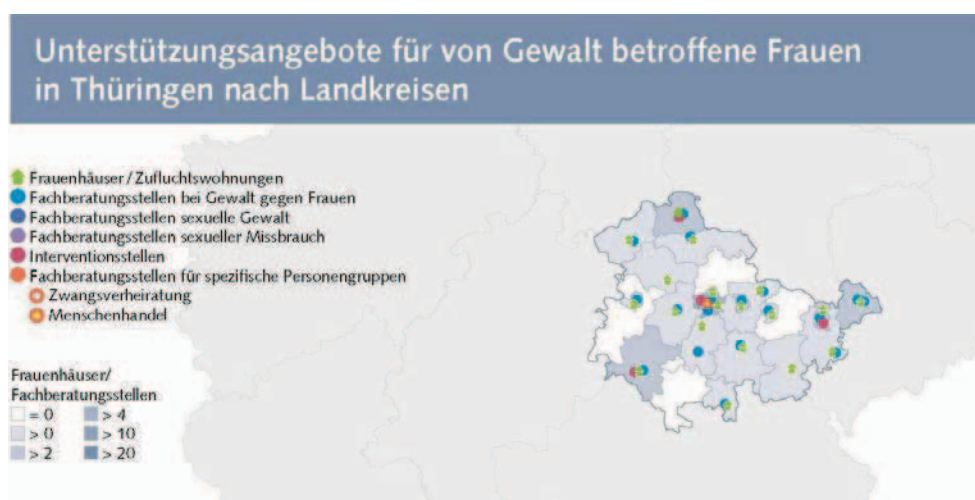 Unterstützungsangebote für von Gewalt betroffene Frauen
in Thüringen nach Landkreisen
Frauenhäuser/Zufluchtswohnungen
Fachberatungsstellen bei Gewalt gegen Frauen
Fachberatungsstellen sexuelle Gewalt
Fachberatungsstellen sexueller Missbrauch
Interventionsstellen
Fachberatungsstellen für spezifische Personengruppen
Zwangsverheiratung
Menschenhandel
Frauenhäuser/
Fachberatungsstellen
= 0 > 4
> 0 > 10
> 2 > 20